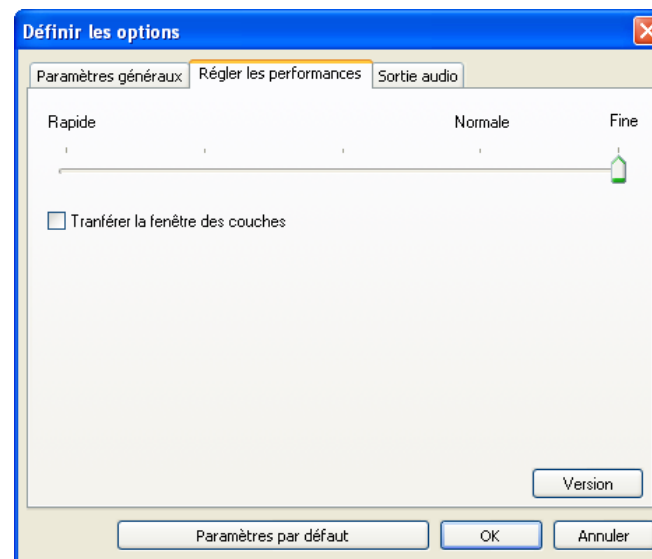 Définir les options
Paramètres généraux Régler les performances Sortie audio
Rapide Normale Fine
Tranférer la fenêtre des couches
Version
Paramètres par défaut OK Annuler